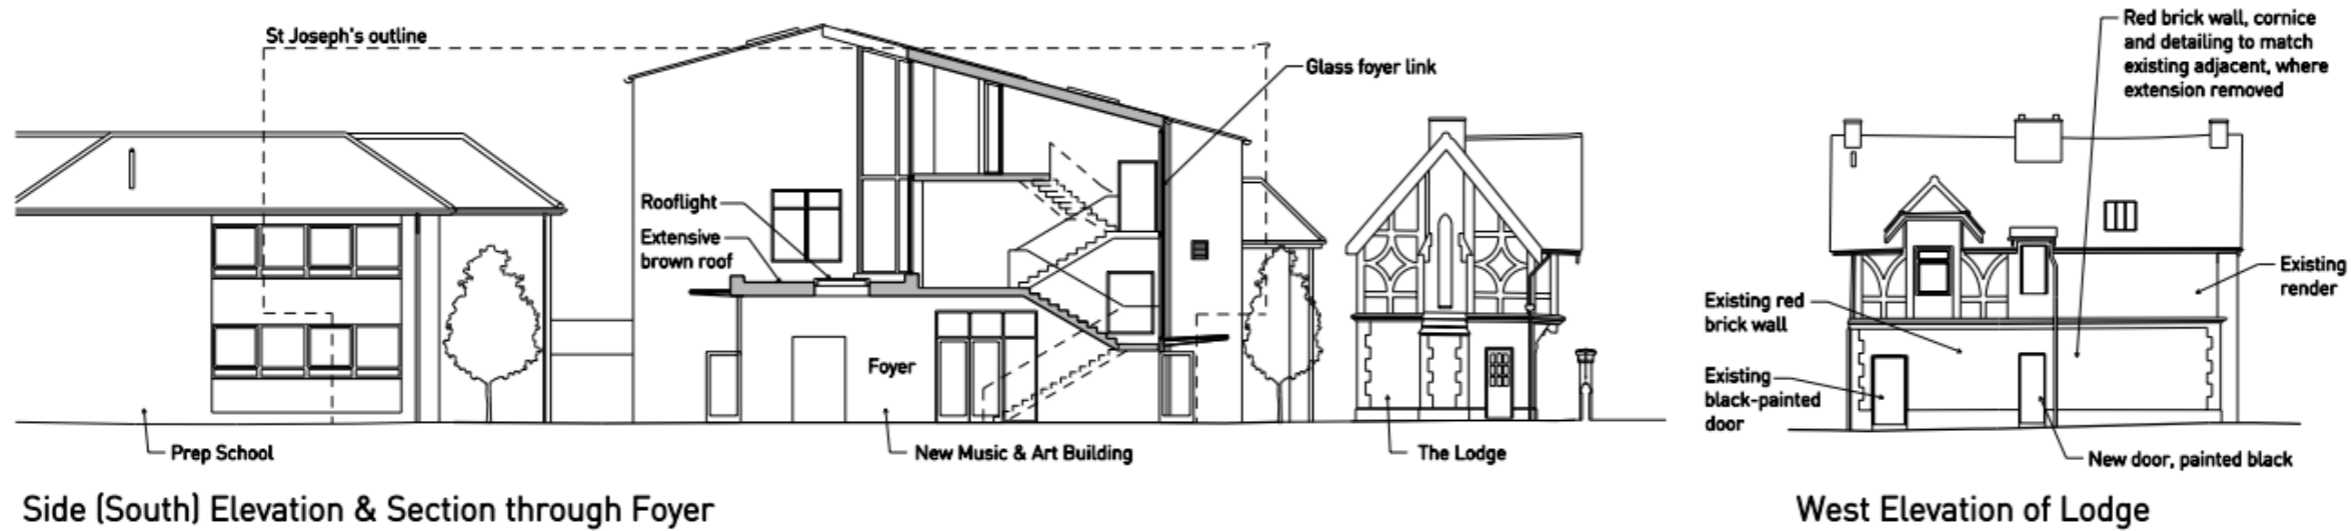 St Joseph's outline
Glass foyer link
Rooflight
Extensive
brown roof
Foyer
Prep School
New Music & Art Building
The Lodge
Side (South) Elevation & Section through Foyer
Red brick wall, cornice
and detailing to match
existing adjacent, where
extension removed
Existing
render
Existing red
brick wall
Existing
black-painted
door
New door, painted black
West Elevation of Lodge